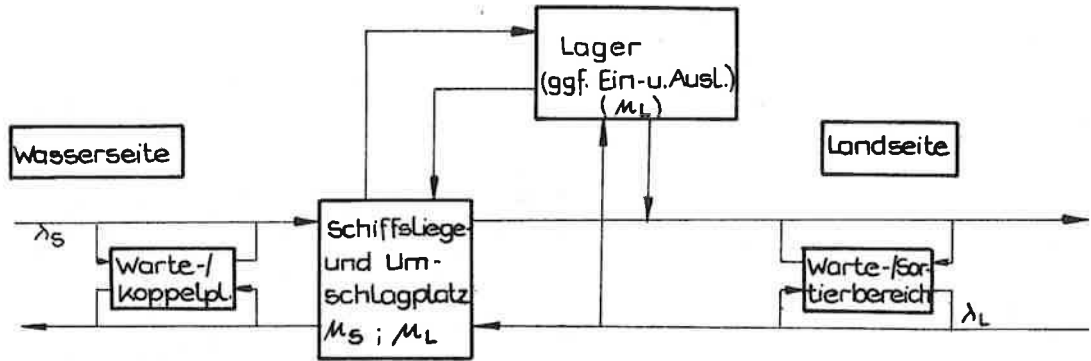 Lager
(ggf. Ein-u. Ausl.)
(μL)
Wasserseite
Landseite
λS
Schiffsliege-
und Um-
schlagplatz
μS ; μL
Warte-/
koppelpl.
Warte-/Sor-
tierbereich
λL